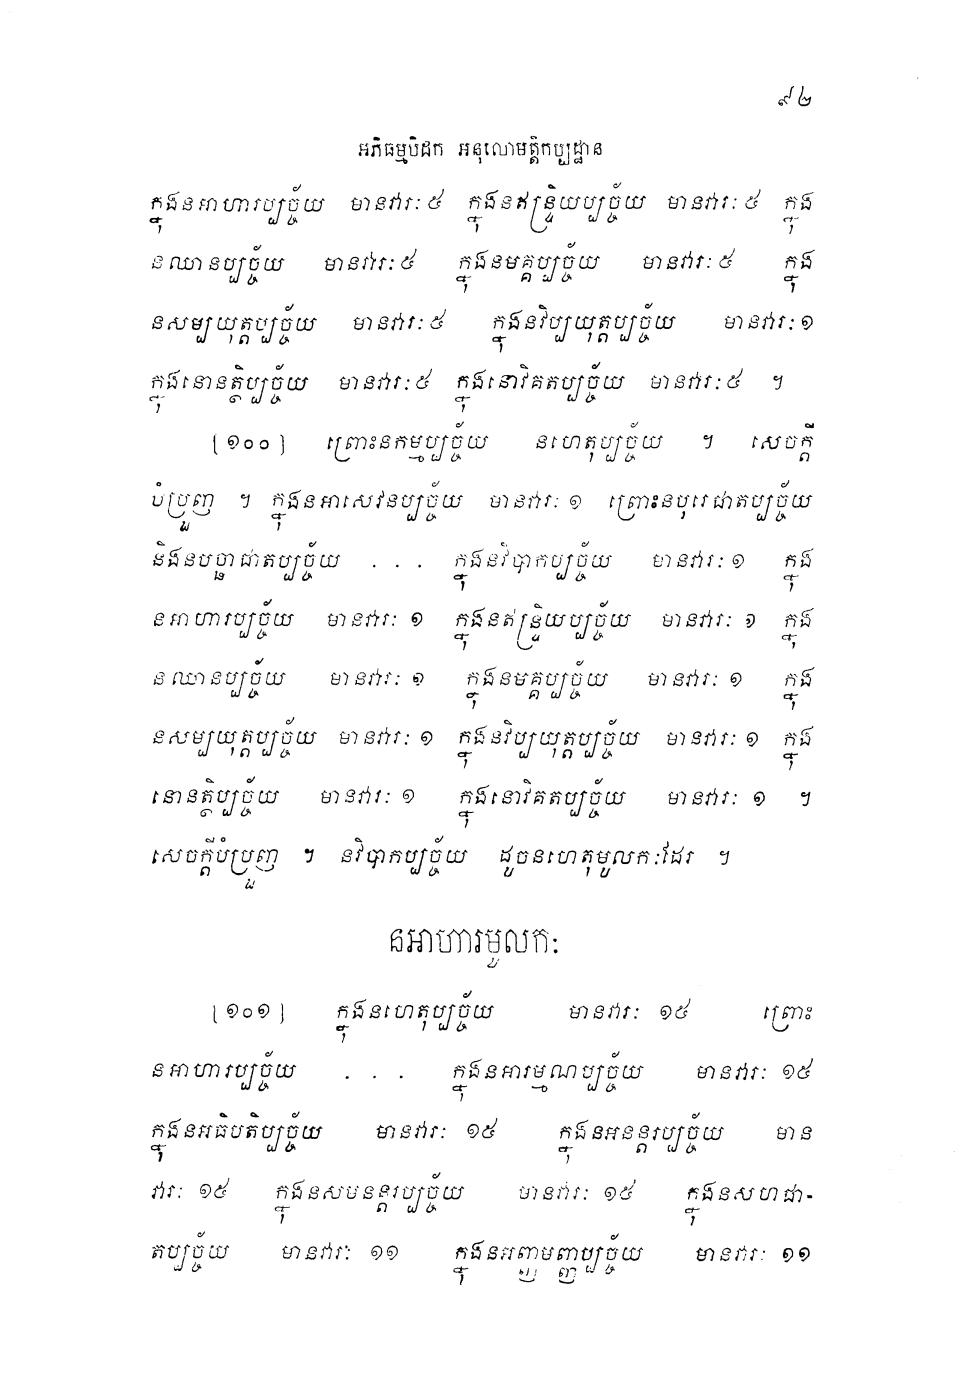 ៩២
អភិធម្មបិដក អនុលោមត្តិកប្បដ្ឋាន
ក្នុងនអាហារប្បច្ច័យ មានវារៈ ៥ ក្នុងនឥន្ទ្រិយប្បច្ច័យ មានវារៈ ៥ ក្នុង
នឈានប្បច្ច័យ មានវារៈ ៥ ក្នុងនមគ្គប្បច្ច័យ មានវារៈ ៥ ក្នុង
នសម្បយុត្តប្បច្ច័យ មានវារៈ ៥ ក្នុងនវិប្បយុត្តប្បច្ច័យ មានវារៈ ១
ក្នុងនោនត្ថិប្បច្ច័យ មានវារៈ ៥ ក្នុងនោវិគតប្បច្ច័យ មានវារៈ ៥ ។
[១០០] ព្រោះនកម្មប្បច្ច័យ នហេតុប្បច្ច័យ ។ សេចក្តី
បំប្រួញ ។ ក្នុងនអាសេវនប្បច្ច័យ មានវារៈ ១ ព្រោះនបុរេជាតប្បច្ច័យ
និងនបច្ឆាជាតប្បច្ច័យ . . . ក្នុងនវិបាកប្បច្ច័យ មានវារៈ ១ ក្នុង
នអាហារប្បច្ច័យ មានវារៈ ១ ក្នុងនឥន្ទ្រិយប្បច្ច័យ មានវារៈ ១ ក្នុង
នឈានប្បច្ច័យ មានវារៈ ១ ក្នុងនមគ្គប្បច្ច័យ មានវារៈ ១ ក្នុង
នសម្បយុត្តប្បច្ច័យ មានវារៈ ១ ក្នុងនវិប្បយុត្តប្បច្ច័យ មានវារៈ ១ ក្នុង
នោនត្ថិប្បច្ច័យ មានវារៈ ១ ក្នុងនោវិគតប្បច្ច័យ មានវារៈ ១ ។
សេចក្តីបំប្រួញ ។ នវិបាកប្បច្ច័យ ដូចនហេតុមូលកៈដែរ ។
នអាហារមូលកៈ
[១០១] ក្នុងនហេតុប្បច្ច័យ មានវារៈ ១៥ ព្រោះ
នអាហារប្បច្ច័យ . . . ក្នុងនអារម្មណប្បច្ច័យ មានវារៈ ១៥
ក្នុងនអធិបតិប្បច្ច័យ មានវារៈ ១៥ ក្នុងនអនន្តរប្បច្ច័យ មាន
វារៈ ១៥ ក្នុងនសមនន្តរប្បច្ច័យ មានវារៈ ១៥ ក្នុងនសហជា-
តប្បច្ច័យ មានវារៈ ១១ ក្នុងនអញ្ញមញ្ញប្បច្ច័យ មានវារៈ ១១